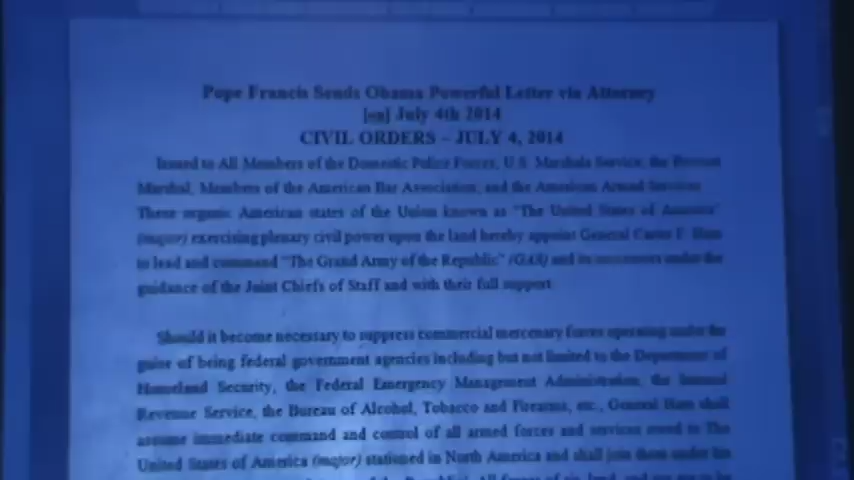 Pope Francis Sends Obama Powerful Letter via Attorney
[on] July 4th 2014
CIVIL ORDERS – JULY 4, 2014
Issued to All Members of the Domestic Police Forces, U.S. Marshals Service, the Provost
Marshal, Members of the American Bar Association, and the American Armed Services
These organic American states of the Union known as "The United States of America"
(major) exercising plenary civil power upon the land hereby appoint General Carter F. Ham
to lead and command "The Grand Army of the Republic" (GAR) and its successors under the
guidance of the Joint Chiefs of Staff and with their full support
Should it become necessary to suppress commercial mercenary forces operating under the
guise of being federal government agencies including but not limited to the Department of
Homeland Security, the Federal Emergency Management Administration, the Internal
Revenue Service, the Bureau of Alcohol, Tobacco and Firearms, etc., General Ham shall
assume immediate command and control of all armed forces and services owed to The
United States of America (major) stationed in North America and shall join them under his
of the Republic). All forces of air, land, and